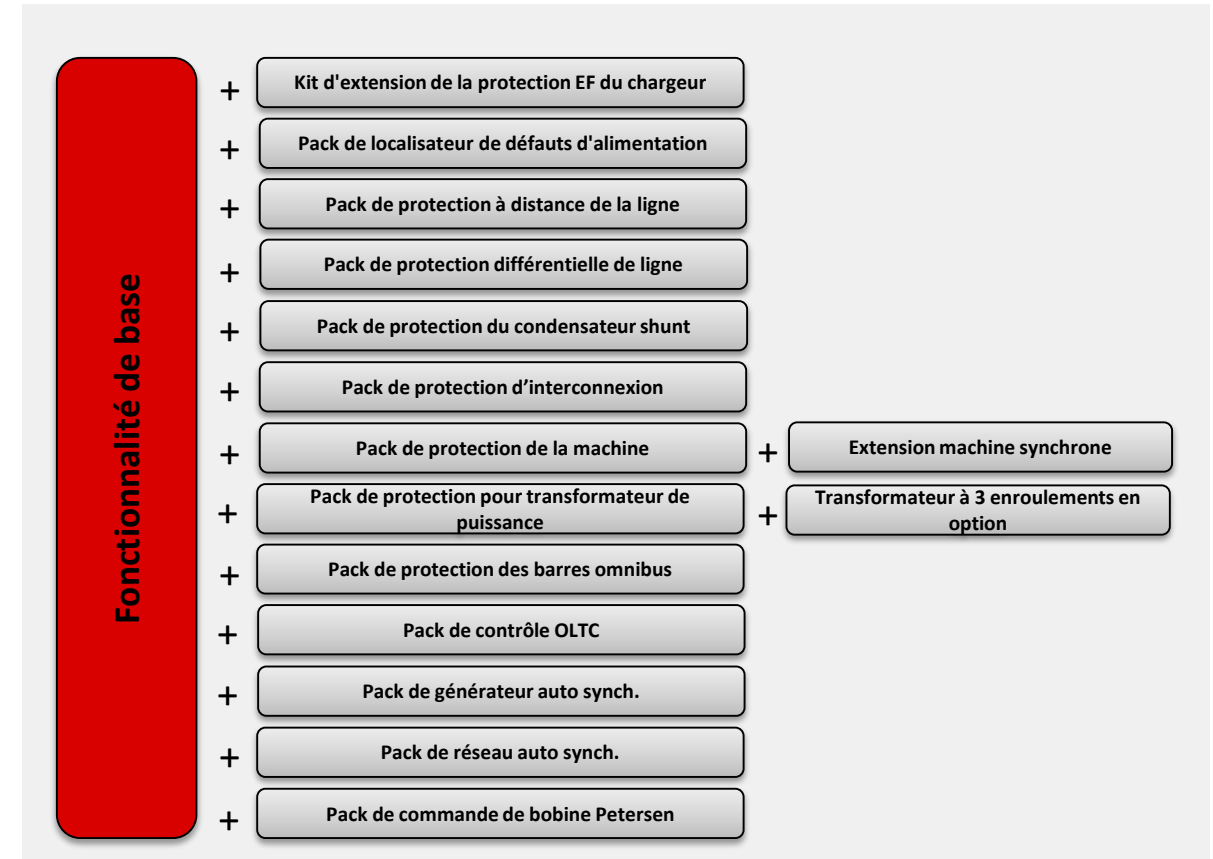 Fonctionnalité de base
+ Kit d'extension de la protection EF du chargeur
+ Pack de localisateur de défauts d'alimentation
+ Pack de protection à distance de la ligne
+ Pack de protection différentielle de ligne
+ Pack de protection du condensateur shunt
+ Pack de protection d’interconnexion
+ Pack de protection de la machine + Extension machine synchrone
+ Pack de protection pour transformateur de
puissance
+ Transformateur à 3 enroulements en
option
+ Pack de protection des barres omnibus
+ Pack de contrôle OLTC
+ Pack de générateur auto synch.
+ Pack de réseau auto synch.
+ Pack de commande de bobine Petersen